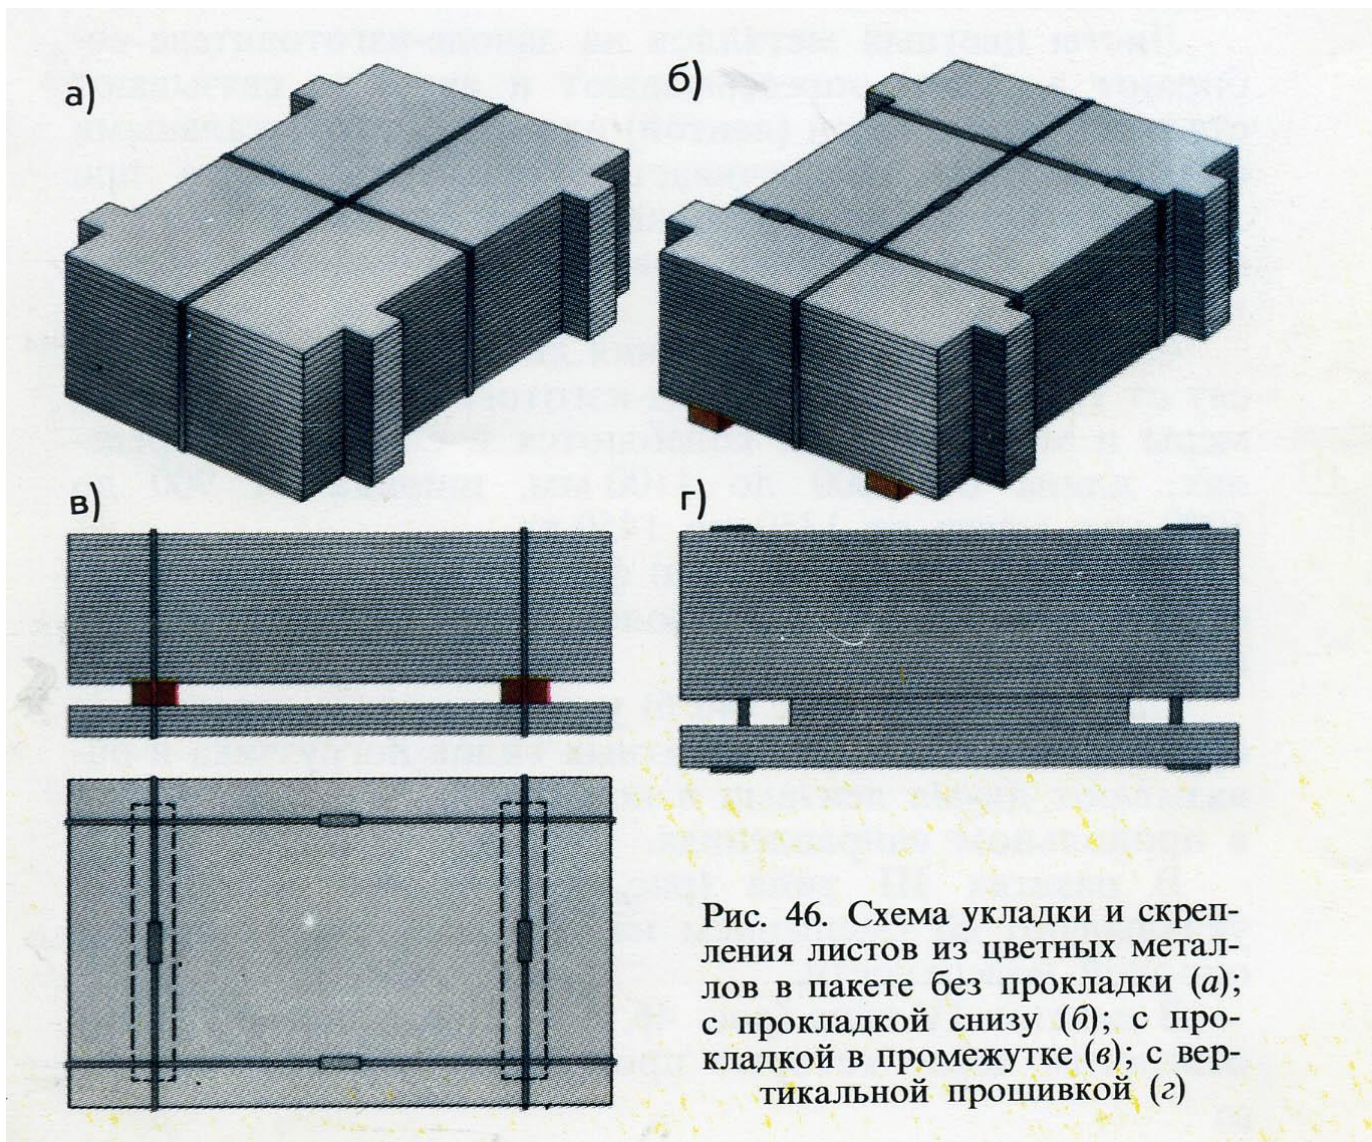 а)
б)
в)
г)
Рис. 46. Схема укладки и скреп-
ления листов из цветных метал-
лов в пакете без прокладки (а);
с прокладкой снизу (б); с про-
кладкой в промежутке (в); с вер-
тикальной прошивкой (г)